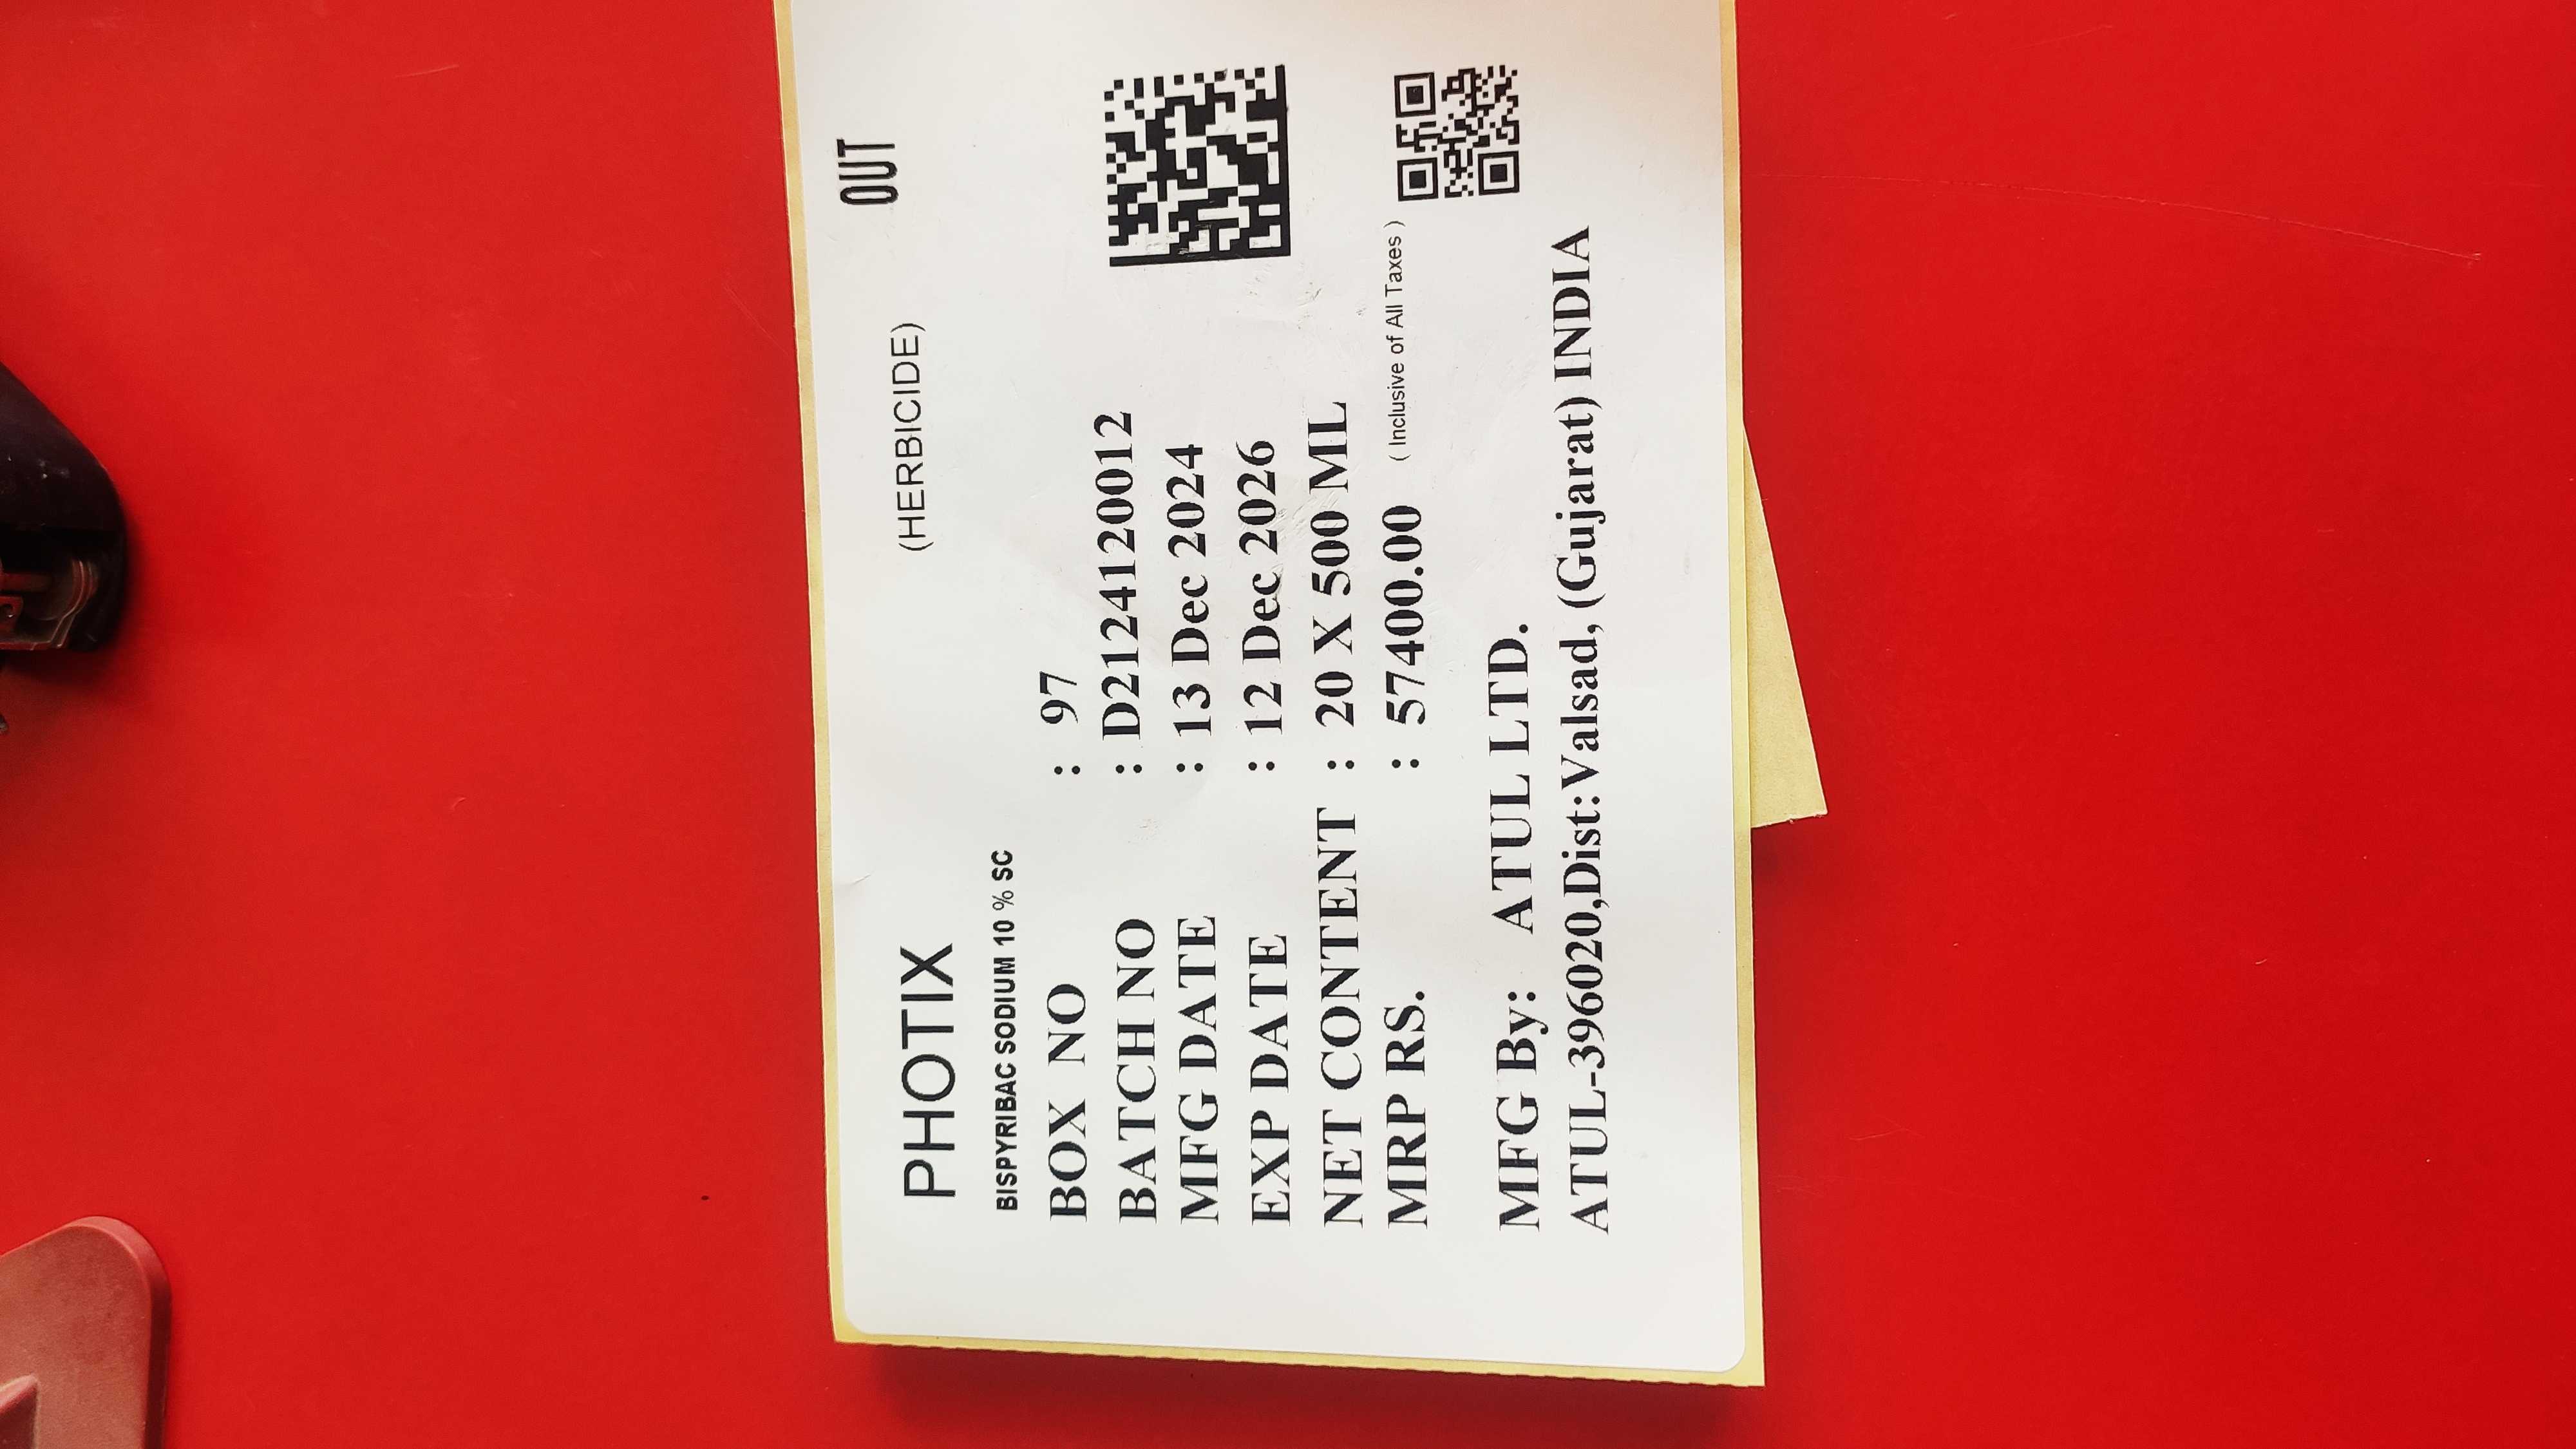 OUT
PHOTIX (HERBICIDE)
BISPYRIBAC SODIUM 10 % SC
BOX NO : 97
BATCH NO : D2124120012
MFG DATE : 13 Dec 2024
EXP DATE : 12 Dec 2026
NET CONTENT : 20 X 500 ML
MRP RS. : 57400.00 ( Inclusive of All Taxes )
MFG By: ATUL LTD.
ATUL-396020,Dist:Valsad, (Gujarat) INDIA